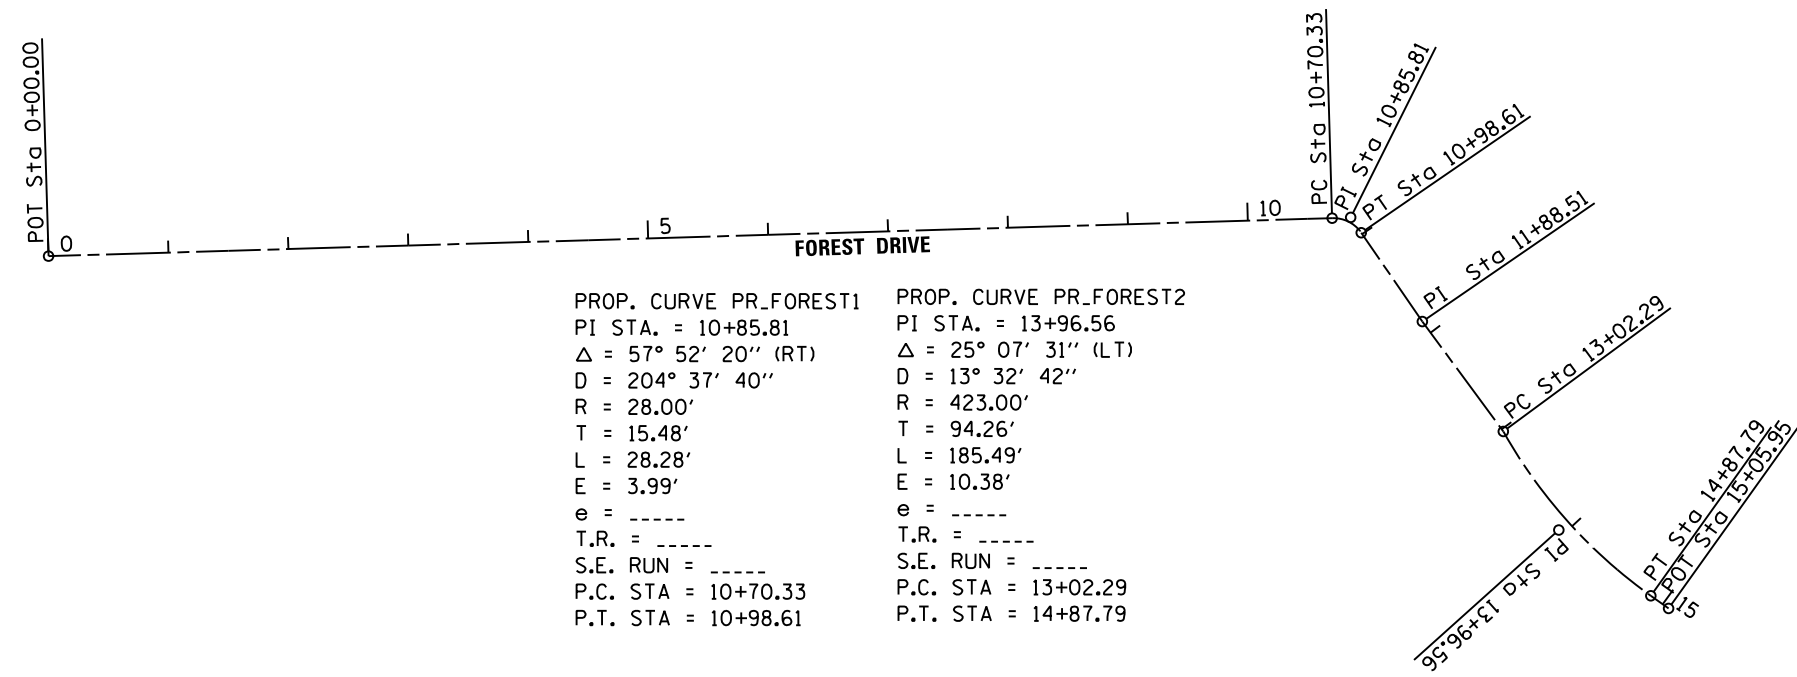 POT Sta 0+00.00
0
5
10
FOREST DRIVE
PC Sta 10+70.33
PI Sta 10+85.81
PT Sta 10+98.61
PI Sta 11+88.51
PC Sta 13+02.29
PI Sta 13+96.56
PT Sta 14+87.79
POT Sta 15+05.95
15
PROP. CURVE PR_FOREST1
PI STA. = 10+85.81
Δ = 57° 52' 20'' (RT)
D = 204° 37' 40''
R = 28.00'
T = 15.48'
L = 28.28'
E = 3.99'
e = _____
T.R. = _____
S.E. RUN = _____
P.C. STA = 10+70.33
P.T. STA = 10+98.61
PROP. CURVE PR_FOREST2
PI STA. = 13+96.56
Δ = 25° 07' 31'' (LT)
D = 13° 32' 42''
R = 423.00'
T = 94.26'
L = 185.49'
E = 10.38'
e = _____
T.R. = _____
S.E. RUN = _____
P.C. STA = 13+02.29
P.T. STA = 14+87.79